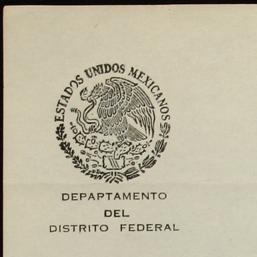 ESTADOS UNIDOS MEXICANOS
DEPAPTAMENTO
DEL
DISTRITO FEDERAL